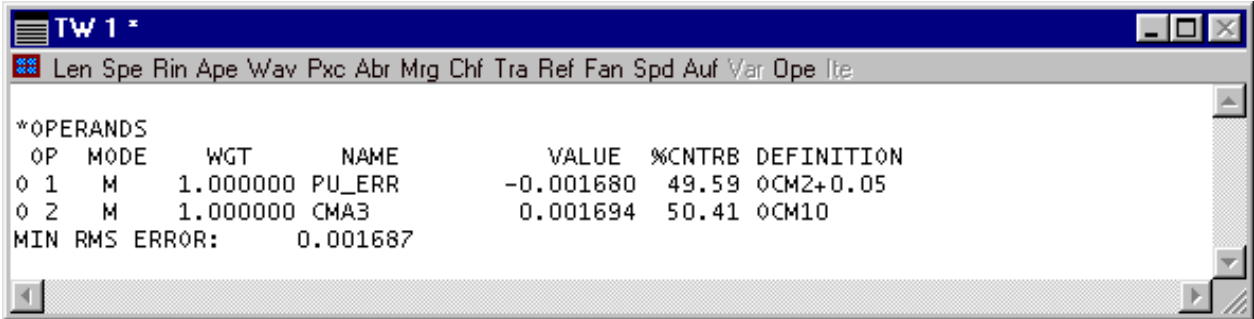 TW 1 *
Len Spe Rin Ape Wav Pxc Abr Mrg Chf Tra Ref Fan Spd Auf Var Ope Ite
*OPERANDS
OP MODE WGT NAME VALUE %CNTRB DEFINITION
O 1 M 1.000000 PU_ERR -0.001680 49.59 OCM2+0.05
O 2 M 1.000000 CMA3 0.001694 50.41 OCM10
MIN RMS ERROR: 0.001687